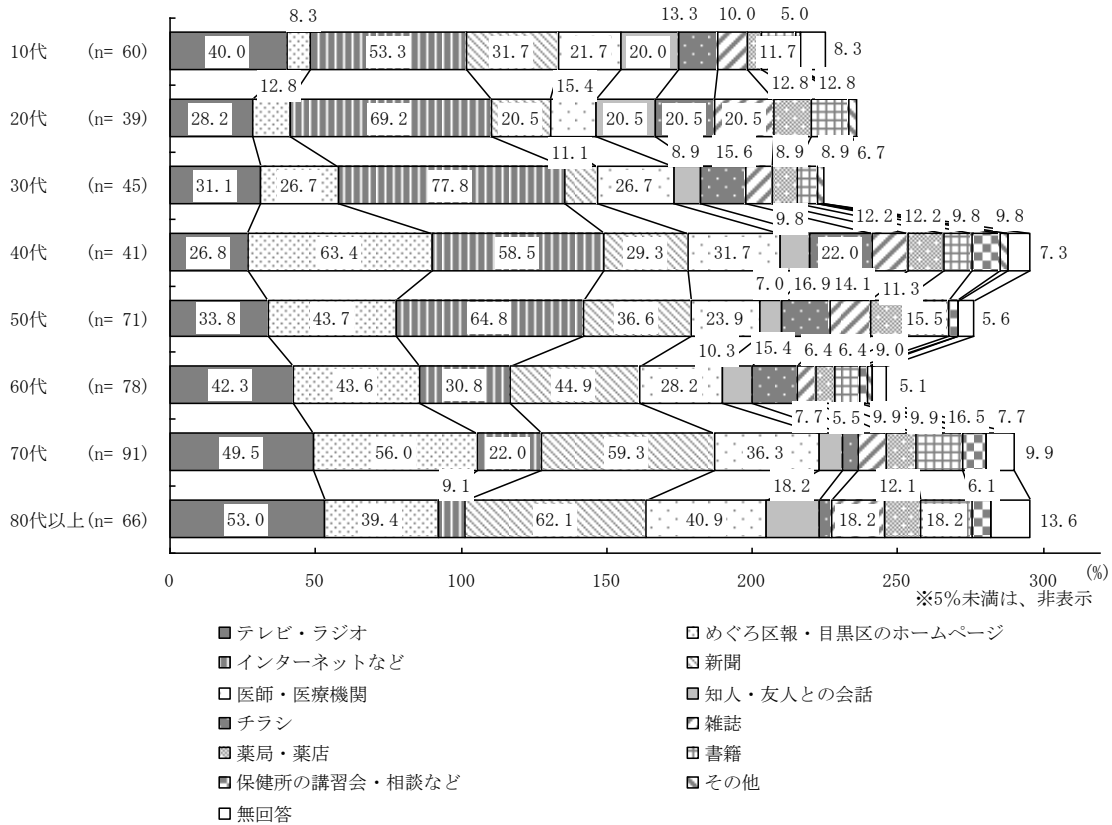 8.3 13.3 10.0 5.0
10代 (n= 60) 40.0 53.3 31.7 21.7 20.0 11.7 8.3
12.8 15.4 12.8 12.8
20代 (n= 39) 28.2 69.2 20.5 20.5 20.5 20.5
11.1 8.9 15.6 8.9 8.9 6.7
30代 (n= 45) 31.1 26.7 77.8 26.7
9.8 12.2 12.2 9.8 9.8
40代 (n= 41) 26.8 63.4 58.5 29.3 31.7 22.0 7.3
7.0 16.9 14.1 11.3
50代 (n= 71) 33.8 43.7 64.8 36.6 23.9 15.5 5.6
10.3 15.4 6.4 6.4 9.0
60代 (n= 78) 42.3 43.6 30.8 44.9 28.2 5.1
7.7 5.5 9.9 9.9 16.5 7.7
70代 (n= 91) 49.5 56.0 22.0 59.3 36.3 9.9
9.1 18.2 12.1 6.1
80代以上(n= 66) 53.0 39.4 62.1 40.9 18.2 18.2 13.6
0 50 100 150 200 250 300 (%)
※5%未満は、非表示
テレビ・ラジオ めぐろ区報・目黒区のホームページ
インターネットなど 新聞
医師・医療機関 知人・友人との会話
チラシ 雑誌
薬局・薬店 書籍
保健所の講習会・相談など その他
無回答